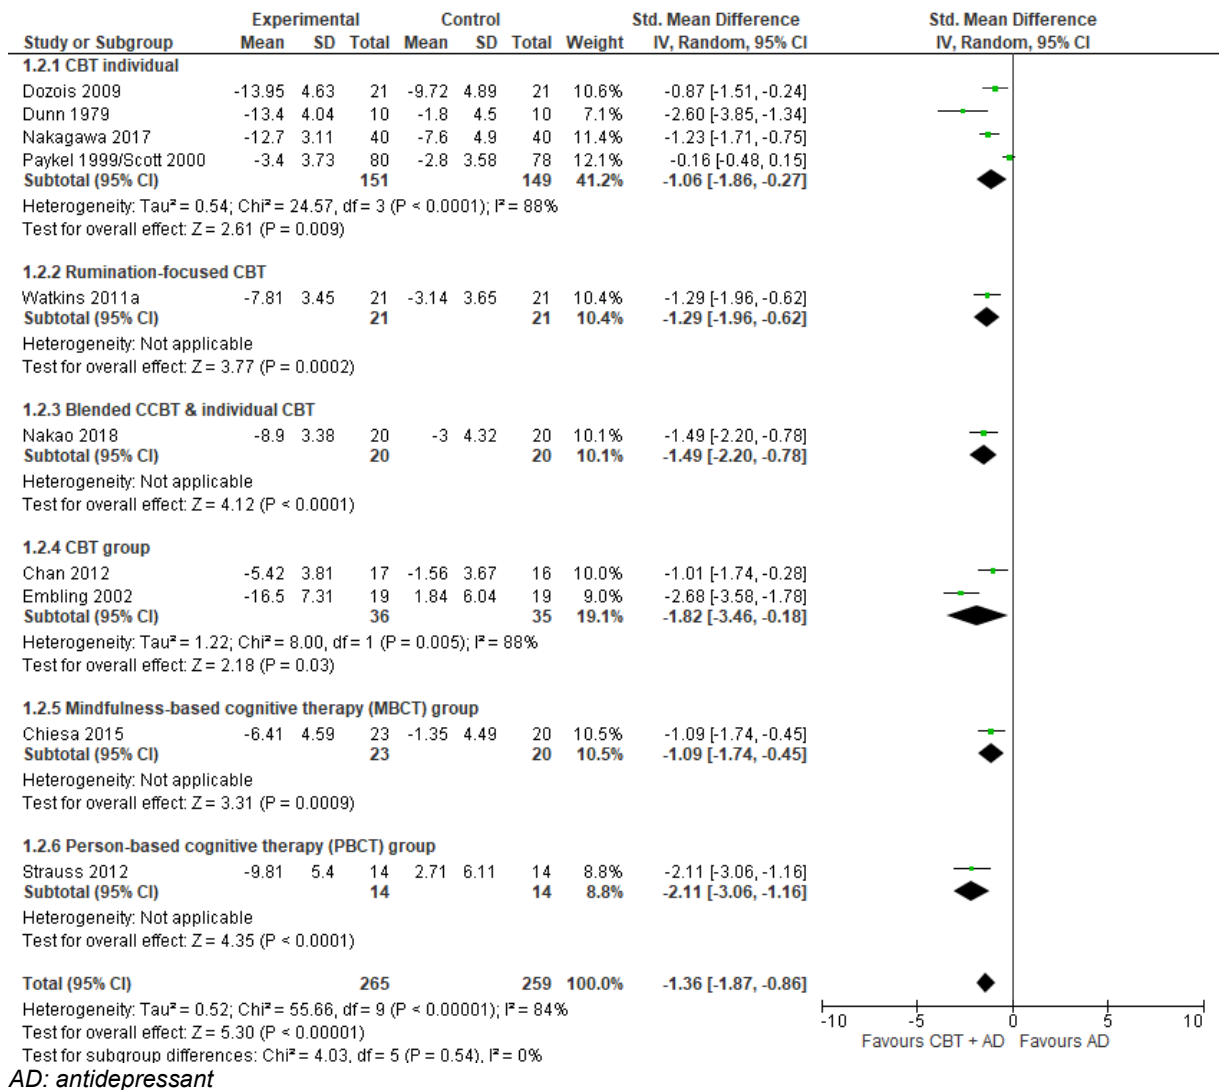 Experimental Control Std. Mean Difference Std. Mean Difference
Study or Subgroup Mean SD Total Mean SD Total Weight IV, Random, 95% CI IV, Random, 95% CI
1.2.1 CBT individual
Dozois 2009 -13.95 4.63 21 -9.72 4.89 21 10.6% -0.87 [-1.51, -0.24]
Dunn 1979 -13.4 4.04 10 -1.8 4.5 10 7.1% -2.60 [-3.85, -1.34]
Nakagawa 2017 -12.7 3.11 40 -7.6 4.9 40 11.4% -1.23 [-1.71, -0.75]
Paykel 1999/Scott 2000 -3.4 3.73 80 -2.8 3.58 78 12.1% -0.16 [-0.48, 0.15]
Subtotal (95% CI) 151 149 41.2% -1.06 [-1.86, -0.27]
Heterogeneity: Tau² = 0.54; Chi² = 24.57, df = 3 (P < 0.0001); I² = 88%
Test for overall effect: Z = 2.61 (P = 0.009)
1.2.2 Rumination-focused CBT
Watkins 2011a -7.81 3.45 21 -3.14 3.65 21 10.4% -1.29 [-1.96, -0.62]
Subtotal (95% CI) 21 21 10.4% -1.29 [-1.96, -0.62]
Heterogeneity: Not applicable
Test for overall effect: Z = 3.77 (P = 0.0002)
1.2.3 Blended CCBT & individual CBT
Nakao 2018 -8.9 3.38 20 -3 4.32 20 10.1% -1.49 [-2.20, -0.78]
Subtotal (95% CI) 20 20 10.1% -1.49 [-2.20, -0.78]
Heterogeneity: Not applicable
Test for overall effect: Z = 4.12 (P < 0.0001)
1.2.4 CBT group
Chan 2012 -5.42 3.81 17 -1.56 3.67 16 10.0% -1.01 [-1.74, -0.28]
Embling 2002 -16.5 7.31 19 1.84 6.04 19 9.0% -2.68 [-3.58, -1.78]
Subtotal (95% CI) 36 35 19.1% -1.82 [-3.46, -0.18]
Heterogeneity: Tau² = 1.22; Chi² = 8.00, df = 1 (P = 0.005); I² = 88%
Test for overall effect: Z = 2.18 (P = 0.03)
1.2.5 Mindfulness-based cognitive therapy (MBCT) group
Chiesa 2015 -6.41 4.59 23 -1.35 4.49 20 10.5% -1.09 [-1.74, -0.45]
Subtotal (95% CI) 23 20 10.5% -1.09 [-1.74, -0.45]
Heterogeneity: Not applicable
Test for overall effect: Z = 3.31 (P = 0.0009)
1.2.6 Person-based cognitive therapy (PBCT) group
Strauss 2012 -9.81 5.4 14 2.71 6.11 14 8.8% -2.11 [-3.06, -1.16]
Subtotal (95% CI) 14 14 8.8% -2.11 [-3.06, -1.16]
Heterogeneity: Not applicable
Test for overall effect: Z = 4.35 (P < 0.0001)
Total (95% CI) 265 259 100.0% -1.36 [-1.87, -0.86]
Heterogeneity: Tau² = 0.52; Chi² = 55.66, df = 9 (P < 0.00001); I² = 84%
Test for overall effect: Z = 5.30 (P < 0.00001)
Test for subgroup differences: Chi² = 4.03, df = 5 (P = 0.54), I² = 0%
-10 -5 0 5 10
Favours CBT + AD Favours AD
AD: antidepressant